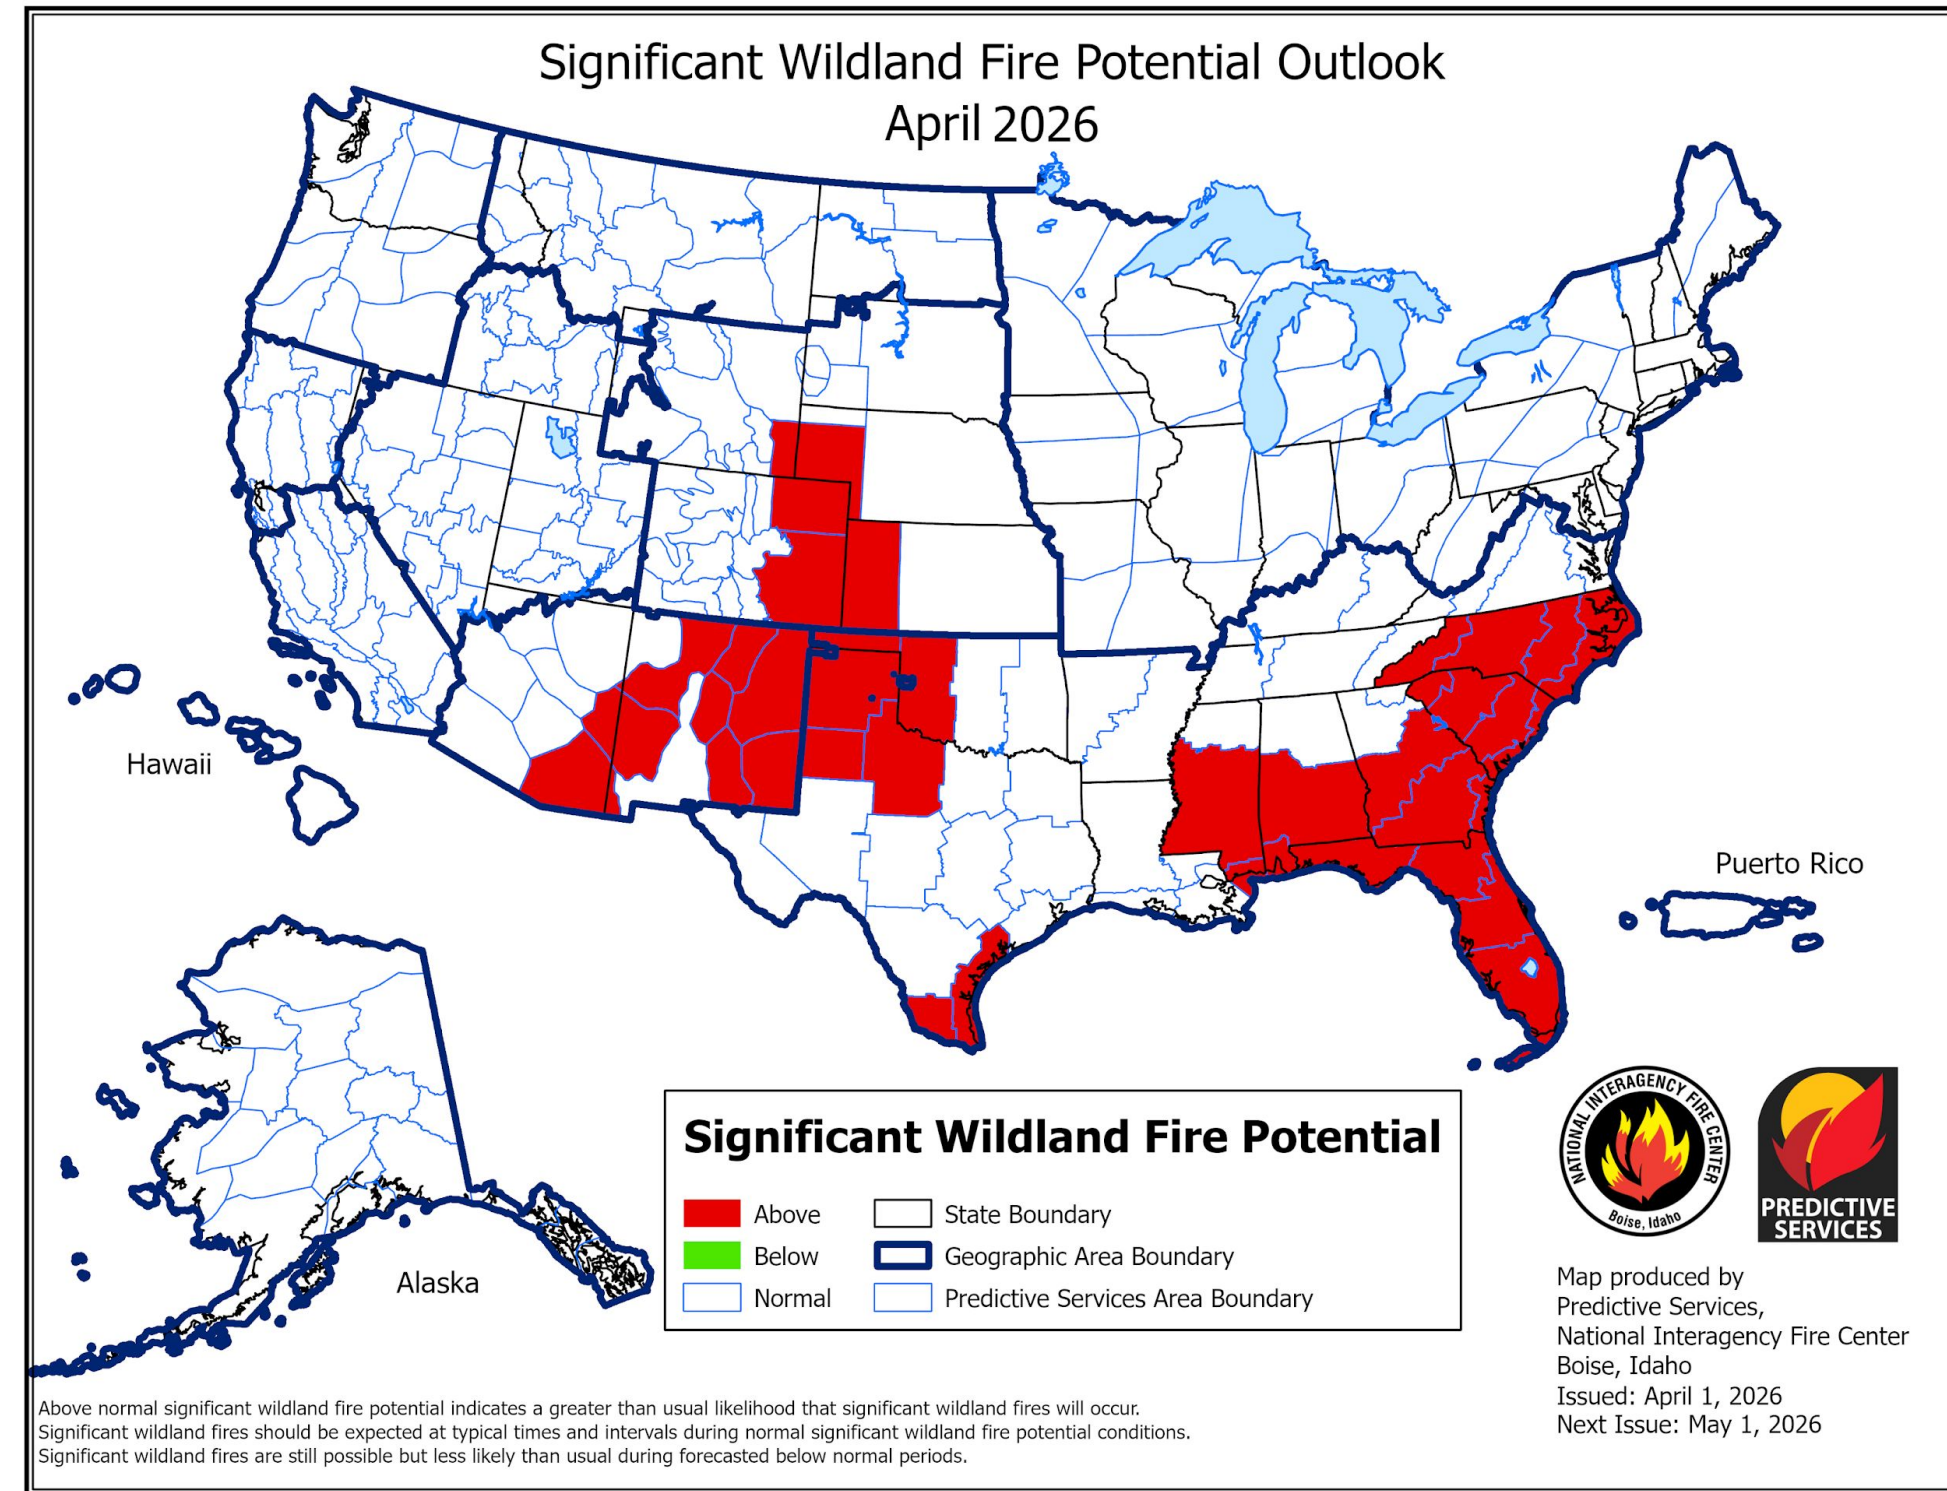 Significant Wildland Fire Potential Outlook
April 2026
Hawaii
Puerto Rico
Alaska
Significant Wildland Fire Potential
Above
Below
Normal
State Boundary
Geographic Area Boundary
Predictive Services Area Boundary
NATIONAL INTERAGENCY FIRE CENTER
Boise, Idaho
PREDICTIVE
SERVICES
Map produced by
Predictive Services,
National Interagency Fire Center
Boise, Idaho
Issued: April 1, 2026
Next Issue: May 1, 2026
Above normal significant wildland fire potential indicates a greater than usual likelihood that significant wildland fires will occur.
Significant wildland fires should be expected at typical times and intervals during normal significant wildland fire potential conditions.
Significant wildland fires are still possible but less likely than usual during forecasted below normal periods.